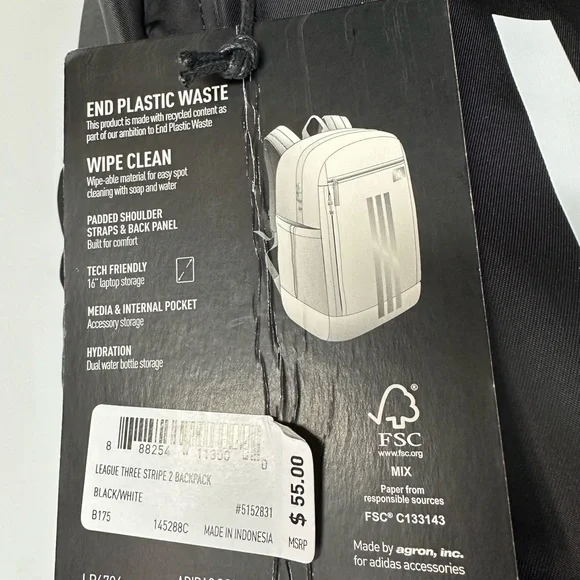 END PLASTIC WASTE
This product is made with recycled content as
part of our ambition to End Plastic Waste
WIPE CLEAN
Wipe-able material for easy spot
cleaning with soap and water
PADDED SHOULDER
STRAPS & BACK PANEL
Built for comfort
TECH FRIENDLY
16" laptop storage
MEDIA & INTERNAL POCKET
Accessory storage
HYDRATION
Dual water bottle storage
8 88254 11300 0
LEAGUE THREE STRIPE 2 BACKPACK
BLACK/WHITE #5152831
B175 145288C MADE IN INDONESIA
MSRP
$ 55.00
FSC
www.fsc.org
MIX
Paper from
responsible sources
FSC® C133143
Made by agron, inc.
for adidas accessories